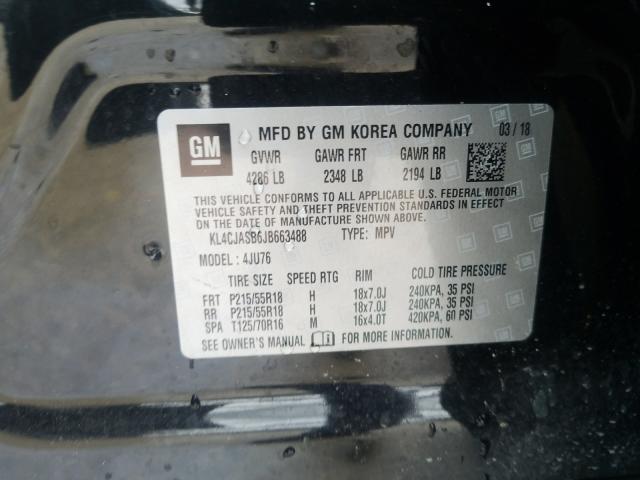 GM MFD BY GM KOREA COMPANY 03/18
GVWR GAWR FRT GAWR RR
4286 LB 2348 LB 2194 LB
THIS VEHICLE CONFORMS TO ALL APPLICABLE U.S. FEDERAL MOTOR
VEHICLE SAFETY AND THEFT PREVENTION STANDARDS IN EFFECT
ON THE DATE OF MANUFACTURE SHOWN ABOVE.
KL4CJASB6JB663488 TYPE: MPV
MODEL: 4JU76
TIRE SIZE SPEED RTG RIM COLD TIRE PRESSURE
FRT P215/55R18 H 18x7.0J 240KPA, 35 PSI
RR P215/55R18 H 18x7.0J 240KPA, 35 PSI
SPA T125/70R16 M 16x4.0T 420KPA, 60 PSI
SEE OWNER'S MANUAL FOR MORE INFORMATION.